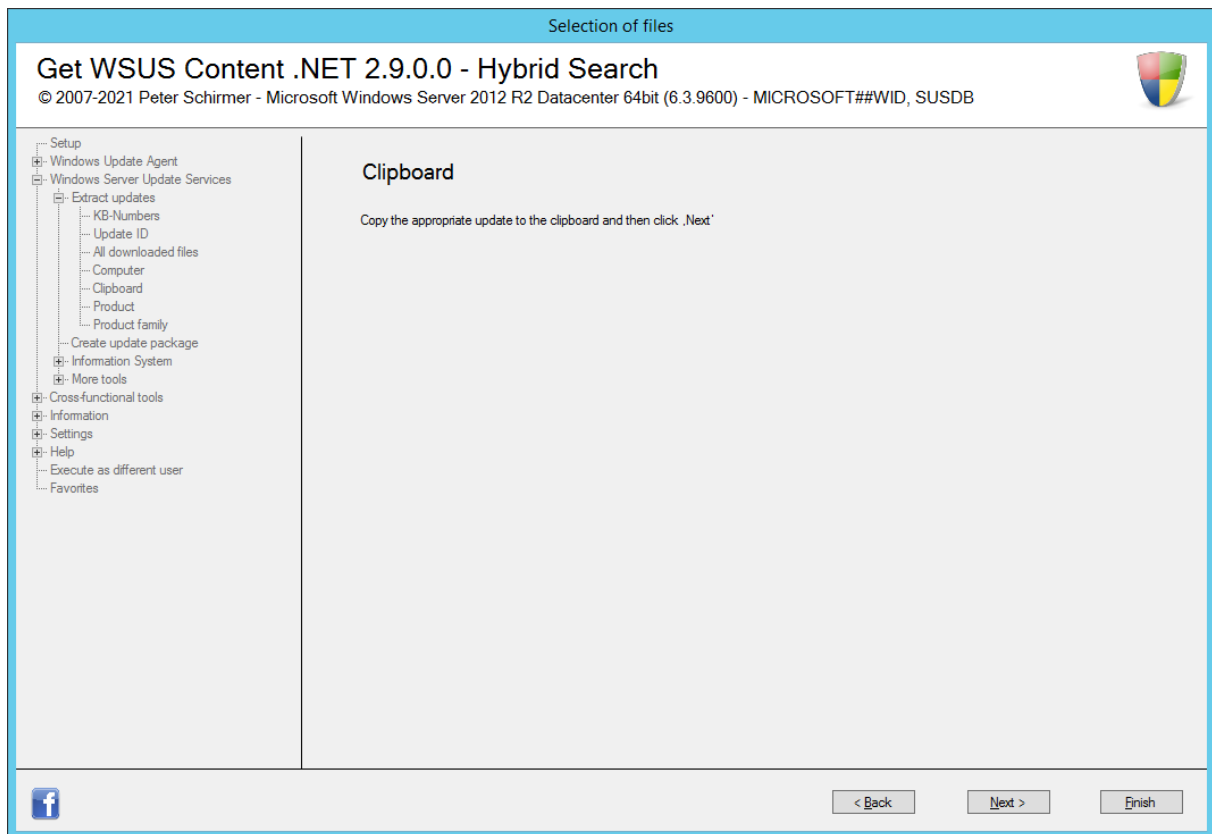 Selection of files
Get WSUS Content .NET 2.9.0.0 - Hybrid Search
© 2007-2021 Peter Schirmer - Microsoft Windows Server 2012 R2 Datacenter 64bit (6.3.9600) - MICROSOFT##WID, SUSDB
Setup
Windows Update Agent
Windows Server Update Services
Extract updates
KB-Numbers
Update ID
All downloaded files
Computer
Clipboard
Product
Product family
Create update package
Information System
More tools
Cross-functional tools
Information
Settings
Help
Execute as different user
Favorites
Clipboard
Copy the appropriate update to the clipboard and then click ‚Next‘
f
< Back
Next >
Finish